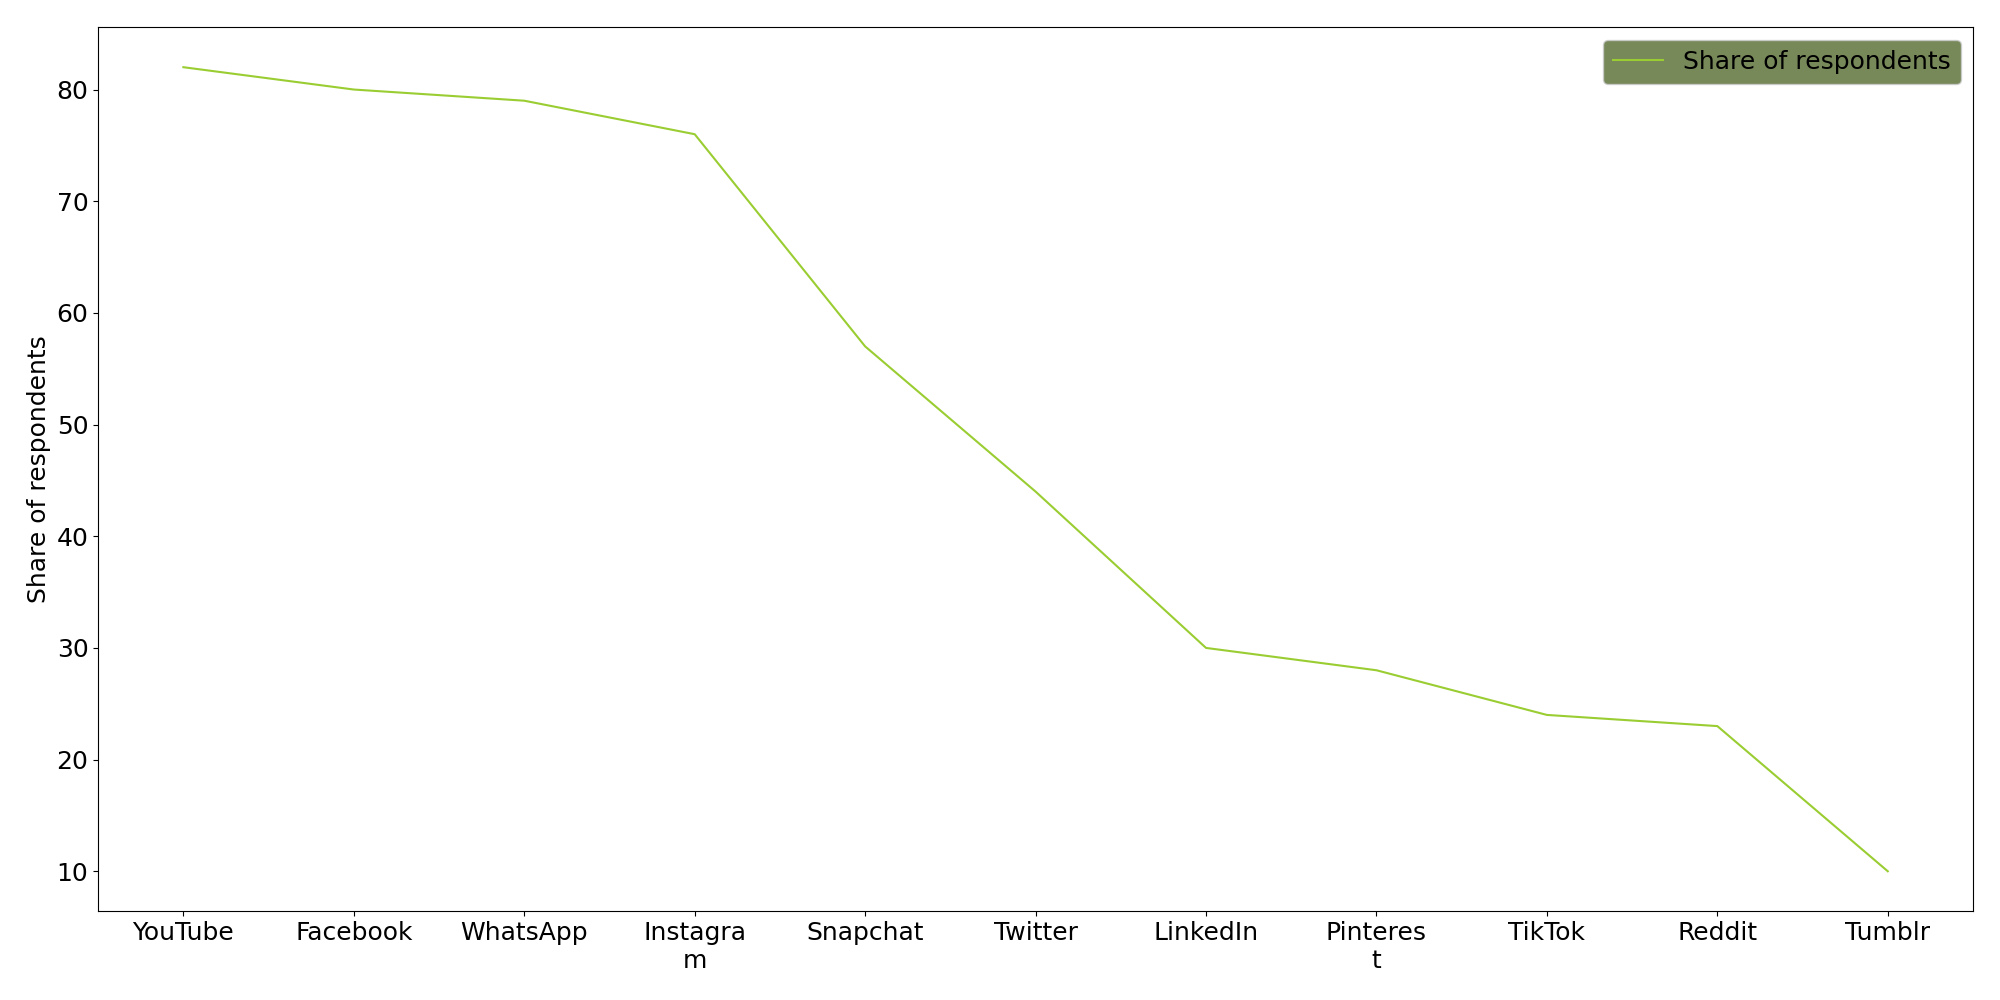 Share of respondents
80
70
60
50
40
30
20
10
Share of respondents
YouTube Facebook WhatsApp Instagra Snapchat Twitter LinkedIn Pinteres TikTok Reddit Tumblr
m t